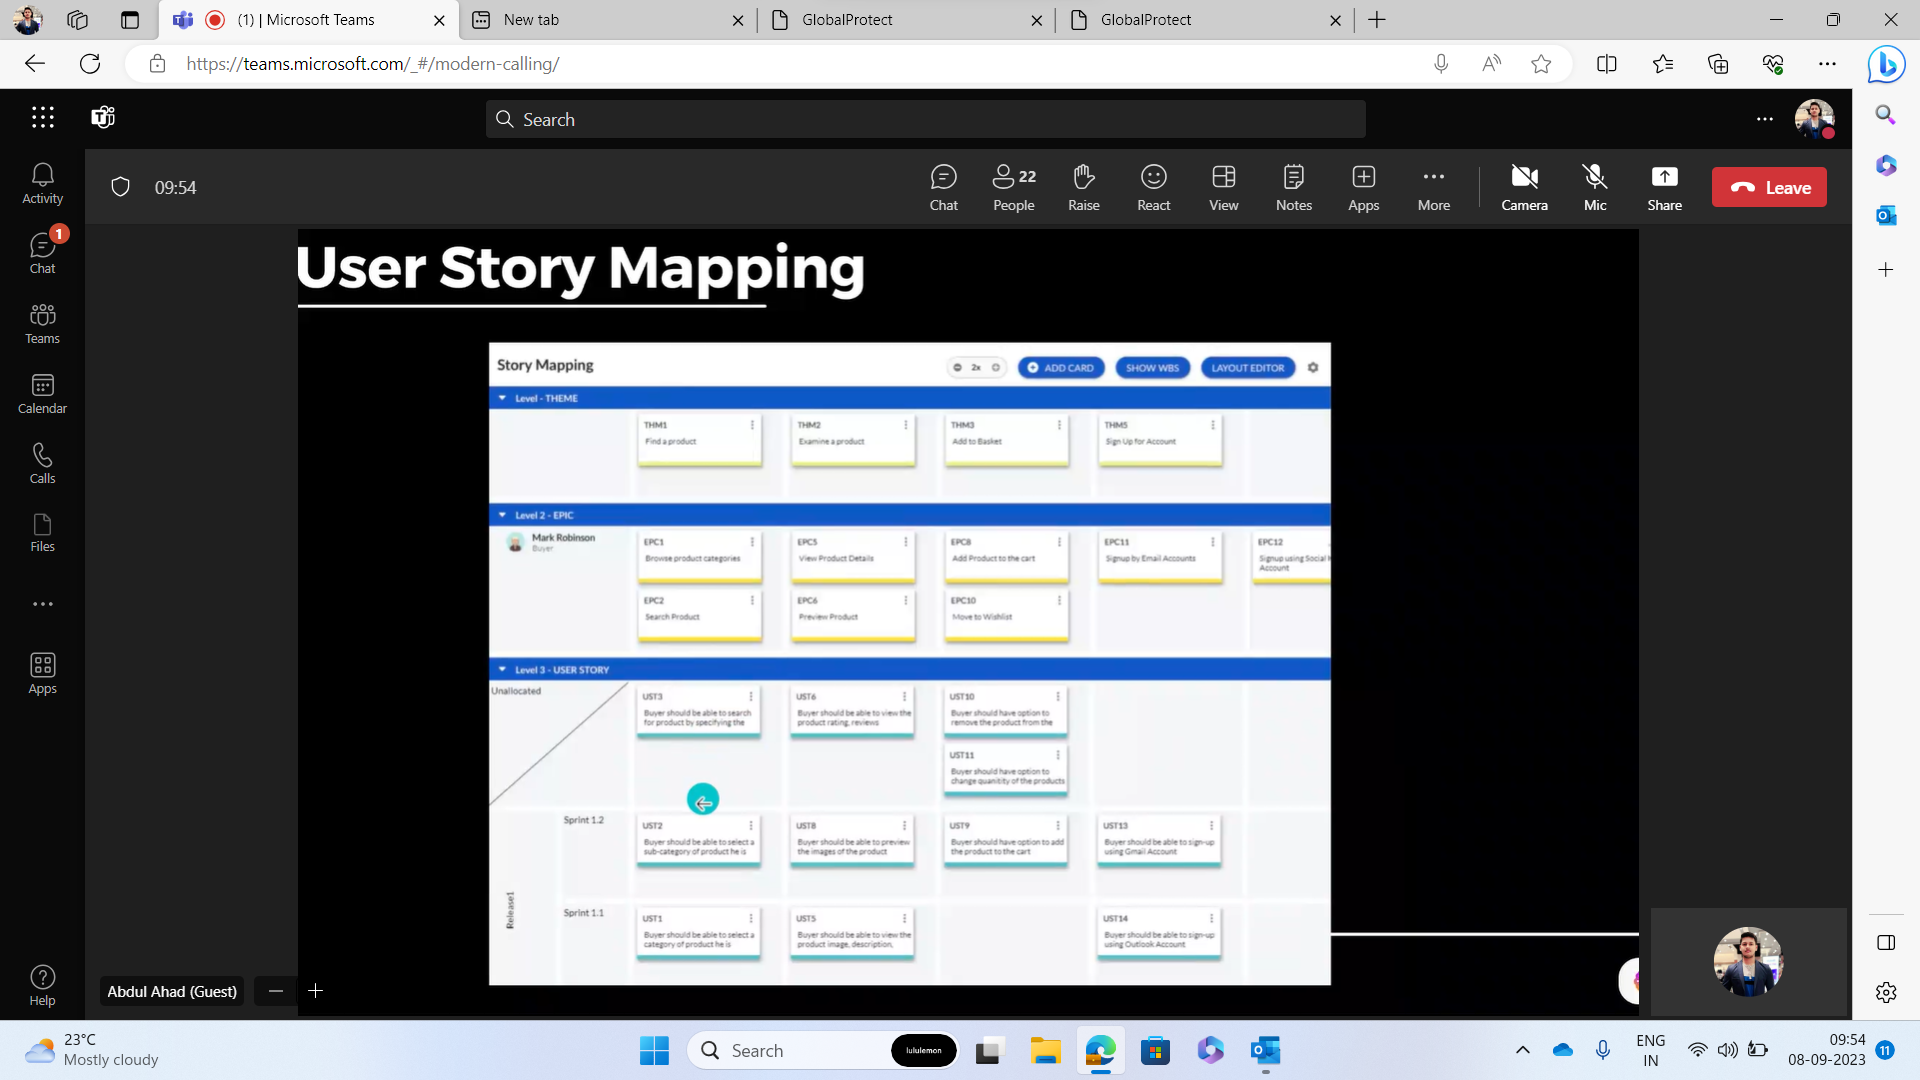 (1) | Microsoft Teams
New tab
GlobalProtect
GlobalProtect
https://teams.microsoft.com/_#/modern-calling/
Search
09:54
Chat
22
People
Raise
React
View
Notes
Apps
More
Camera
Mic
Share
Leave
Activity
1
Chat
Teams
Calendar
Calls
Files
Apps
Help
User Story Mapping
Story Mapping
2x
ADD CARD
SHOW WBS
LAYOUT EDITOR
Level - THEME
THM1
Find a product
THM2
Examine a product
THM3
Add to Basket
THM5
Sign Up for Account
Level 2 - EPIC
Mark Robinson
Buyer
EPC1
Browse product categories
EPC5
View Product Details
EPC8
Add Product to the cart
EPC11
Signup by Email Accounts
EPC12
Signup using Social
Account
EPC2
Search Product
EPC6
Preview Product
EPC10
Move to Wishlist
Level 3 - USER STORY
Unallocated
UST3
Buyer should be able to search
for product by specifying the
UST6
Buyer should be able to view the
product rating, reviews
UST10
Buyer should have option to
remove the product from the
UST11
Buyer should have option to
change quanitity of the products
Release1
Sprint 1.2
UST2
Buyer should be able to select a
sub-category of product he is
UST8
Buyer should be able to preview
the images of the product
UST9
Buyer should have option to add
the product to the cart
UST13
Buyer should be able to sign-up
using Gmail Account
Sprint 1.1
UST1
Buyer should be able to select a
category of product he is
UST5
Buyer should be able to view the
product image, description,
UST14
Buyer should be able to sign-up
using Outlook Account
Abdul Ahad (Guest)
23°C
Mostly cloudy
Search
lululemon
ENG
IN
09:54
08-09-2023
11